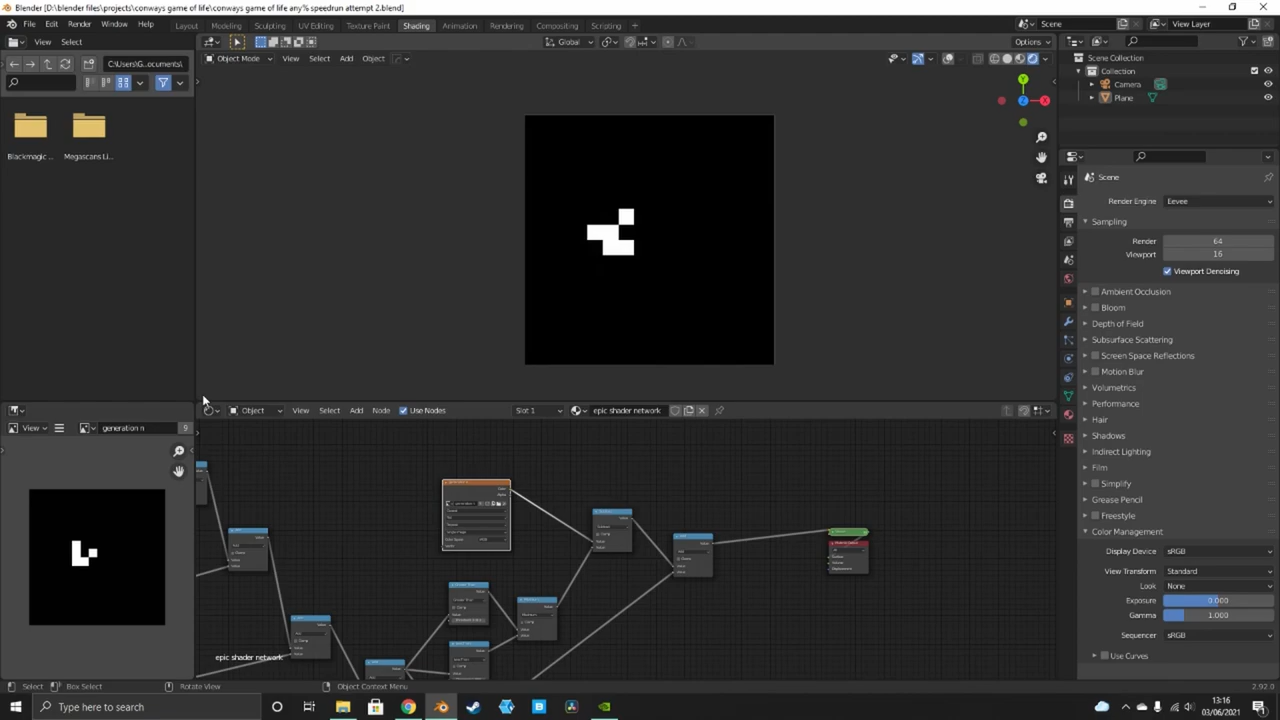 Blender [D:\blender files\projects\conways game of life\conways game of life any% speedrun attempt 2.blend]
File Edit Render Window Help Layout Modeling Sculpting UV Editing Texture Paint Shading Animation Rendering Compositing Scripting + Scene View Layer
View Select Global Options
C:\Users\G..ocuments\ Object Mode View Select Add Object
Scene Collection
Collection
Camera
Plane
Blackmagic ... Megascans Li...
Scene
Render Engine Eevee
Sampling
Render 64
Viewport 16
Viewport Denoising
Ambient Occlusion
Bloom
Depth of Field
Subsurface Scattering
Screen Space Reflections
Motion Blur
Volumetrics
Performance
Hair
Shadows
Indirect Lighting
Film
Simplify
Grease Pencil
Freestyle
Color Management
Display Device sRGB
View Transform Standard
Look None
Exposure 0.000
Gamma 1.000
Sequencer sRGB
Use Curves
Object View Select Add Node Use Nodes Slot 1 epic shader network
View generation n 9
epic shader network
Select Box Select Rotate View Object Context Menu 2.92.0
Type here to search
13:16
03/06/2021